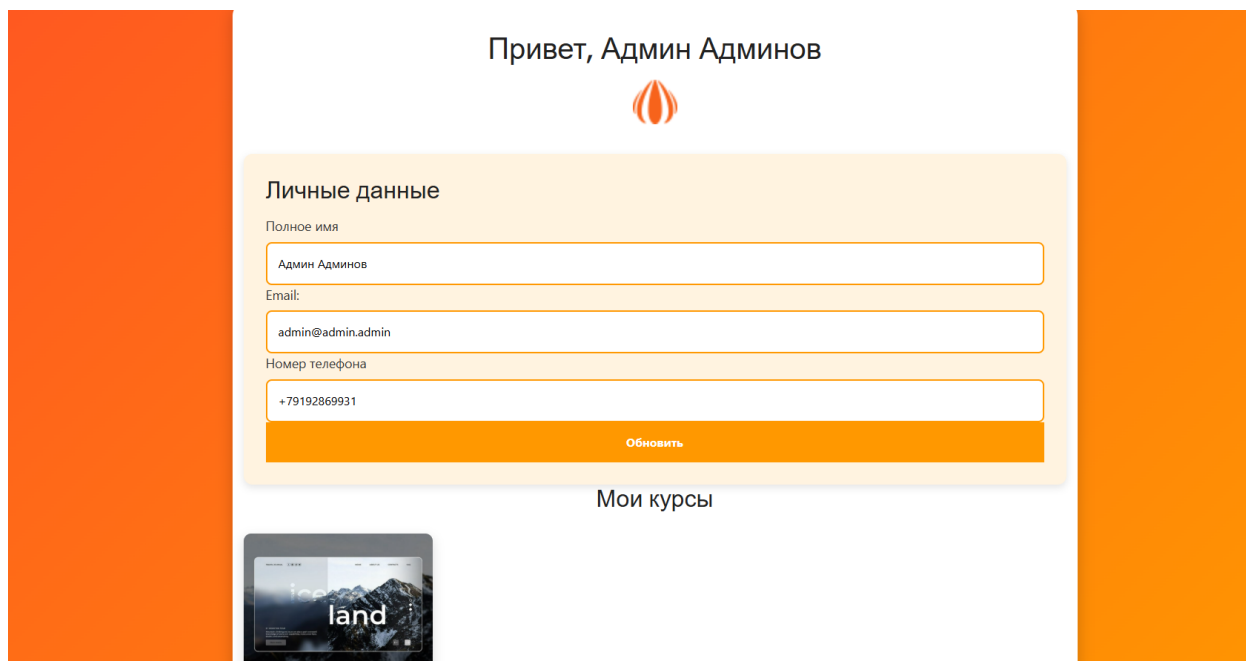 Привет, Админ Админов
Личные данные
Полное имя
Админ Админов
Email:
admin@admin.admin
Номер телефона
+79192869931
Обновить
Мои курсы
ice
land